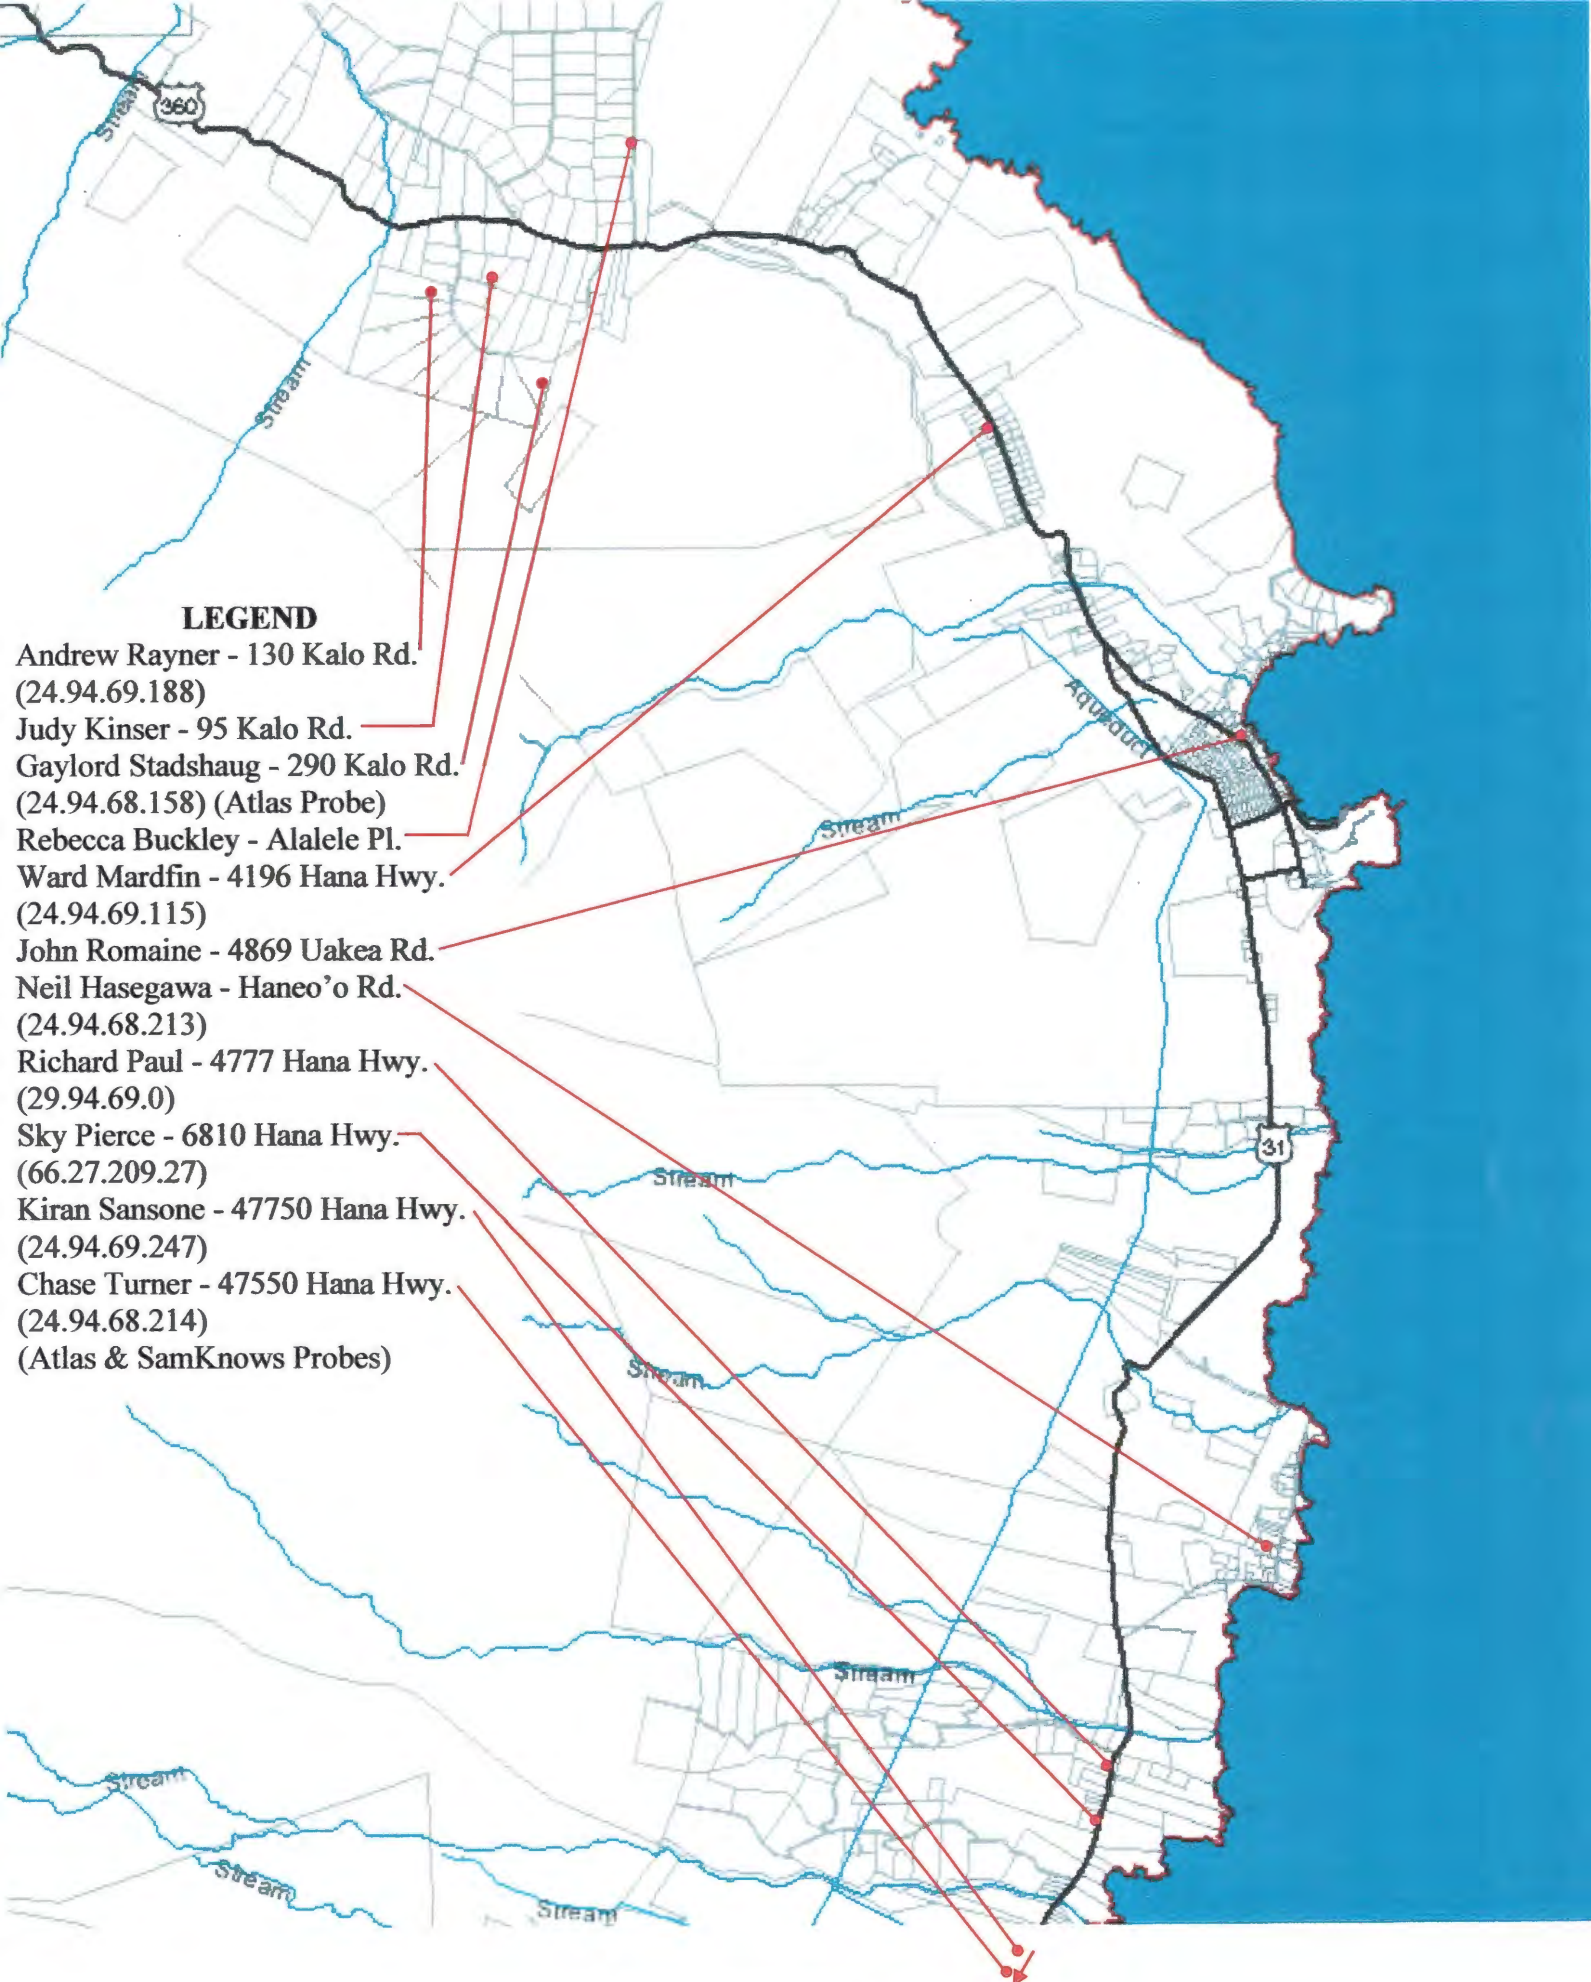 Stream
360
Stream
LEGEND
Andrew Rayner - 130 Kalo Rd.
(24.94.69.188)
Judy Kinser - 95 Kalo Rd.
Gaylord Stadshaug - 290 Kalo Rd.
(24.94.68.158) (Atlas Probe)
Rebecca Buckley - Alalele Pl.
Ward Mardfin - 4196 Hana Hwy.
(24.94.69.115)
John Romaine - 4869 Uakea Rd.
Neil Hasegawa - Haneo’o Rd.
(24.94.68.213)
Richard Paul - 4777 Hana Hwy.
(29.94.69.0)
Sky Pierce - 6810 Hana Hwy.
(66.27.209.27)
Kiran Sansone - 47750 Hana Hwy.
(24.94.69.247)
Chase Turner - 47550 Hana Hwy.
(24.94.68.214)
(Atlas & SamKnows Probes)
Aqueduct
Stream
31
Stream
Stream
Stream
Stream
Stream
Stream